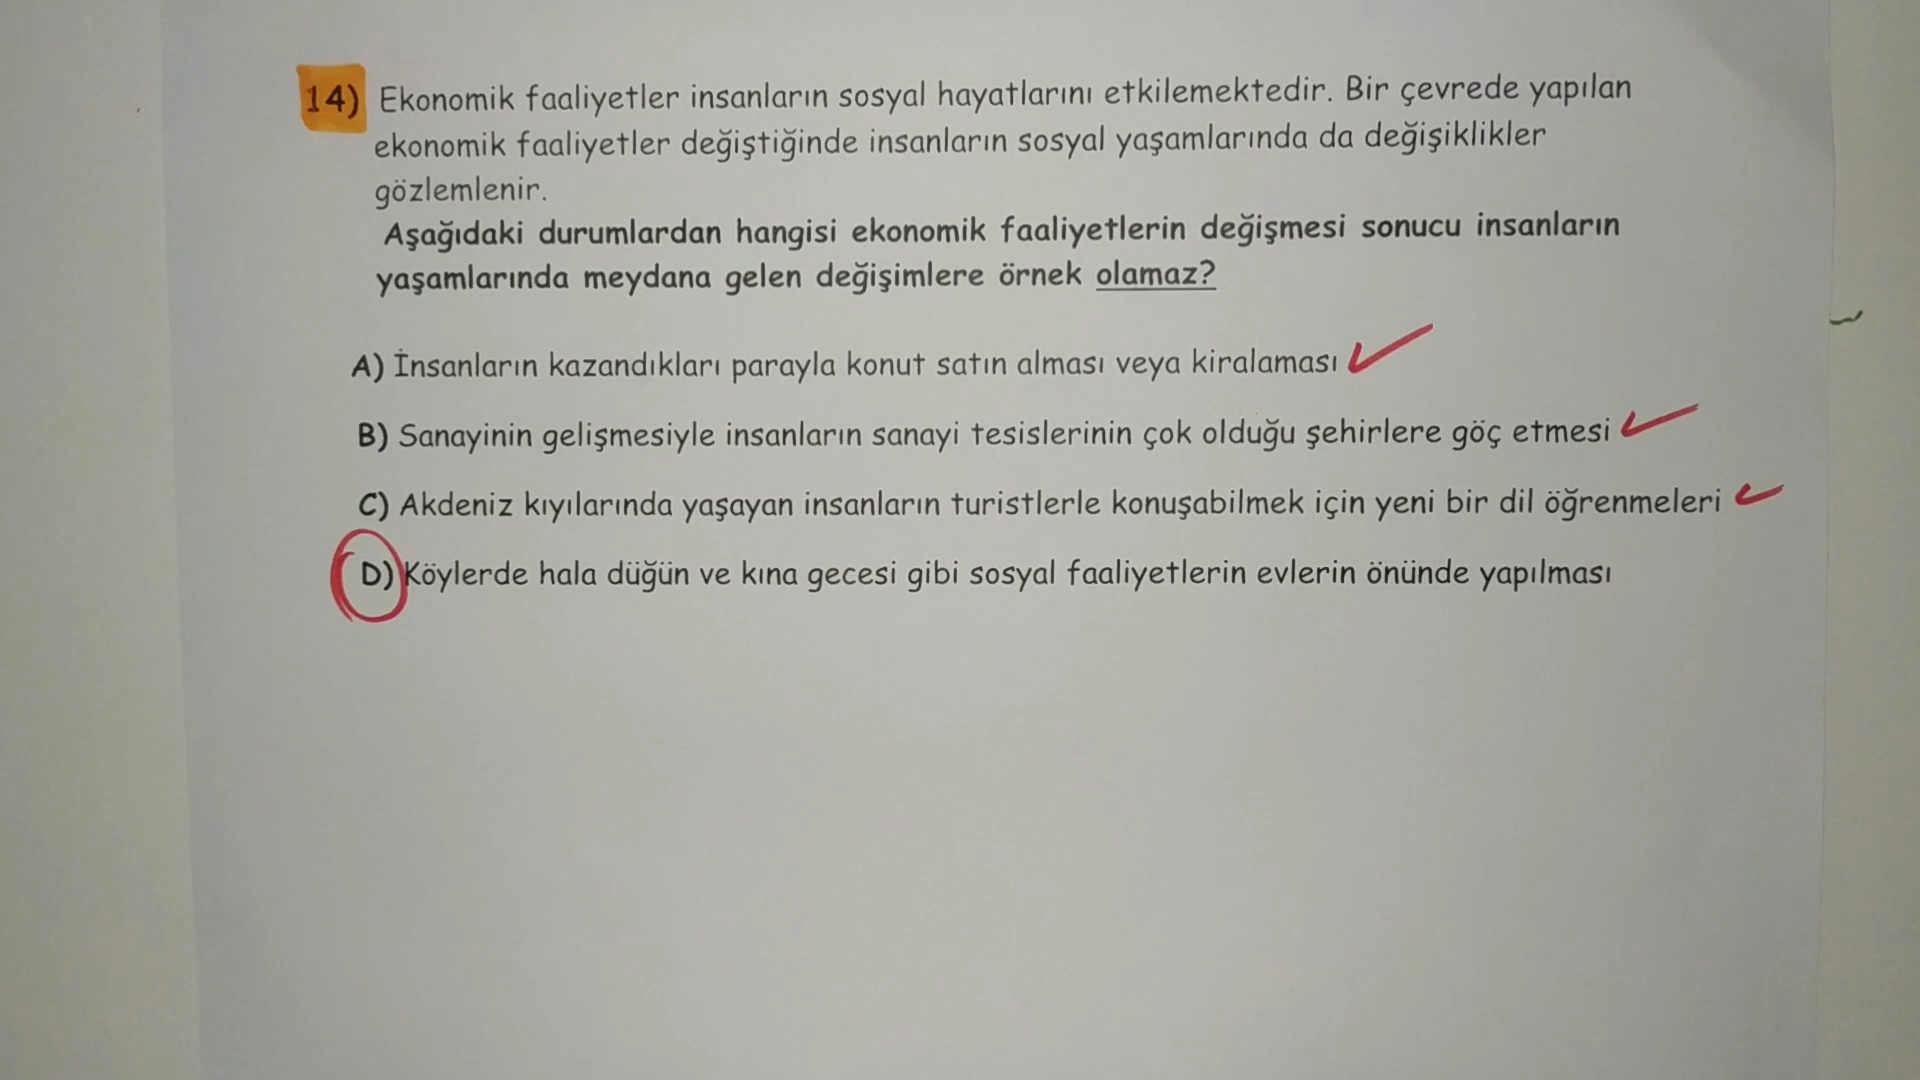 14) Ekonomik faaliyetler insanların sosyal hayatlarını etkilemektedir. Bir çevrede yapılan
ekonomik faaliyetler değiştiğinde insanların sosyal yaşamlarında da değişiklikler
gözlemlenir.
Aşağıdaki durumlardan hangisi ekonomik faaliyetlerin değişmesi sonucu insanların
yaşamlarında meydana gelen değişimlere örnek olamaz?
A) İnsanların kazandıkları parayla konut satın alması veya kiralaması
B) Sanayinin gelişmesiyle insanların sanayi tesislerinin çok olduğu şehirlere göç etmesi
C) Akdeniz kıyılarında yaşayan insanların turistlerle konuşabilmek için yeni bir dil öğrenmeleri
D) Köylerde hala düğün ve kına gecesi gibi sosyal faaliyetlerin evlerin önünde yapılması